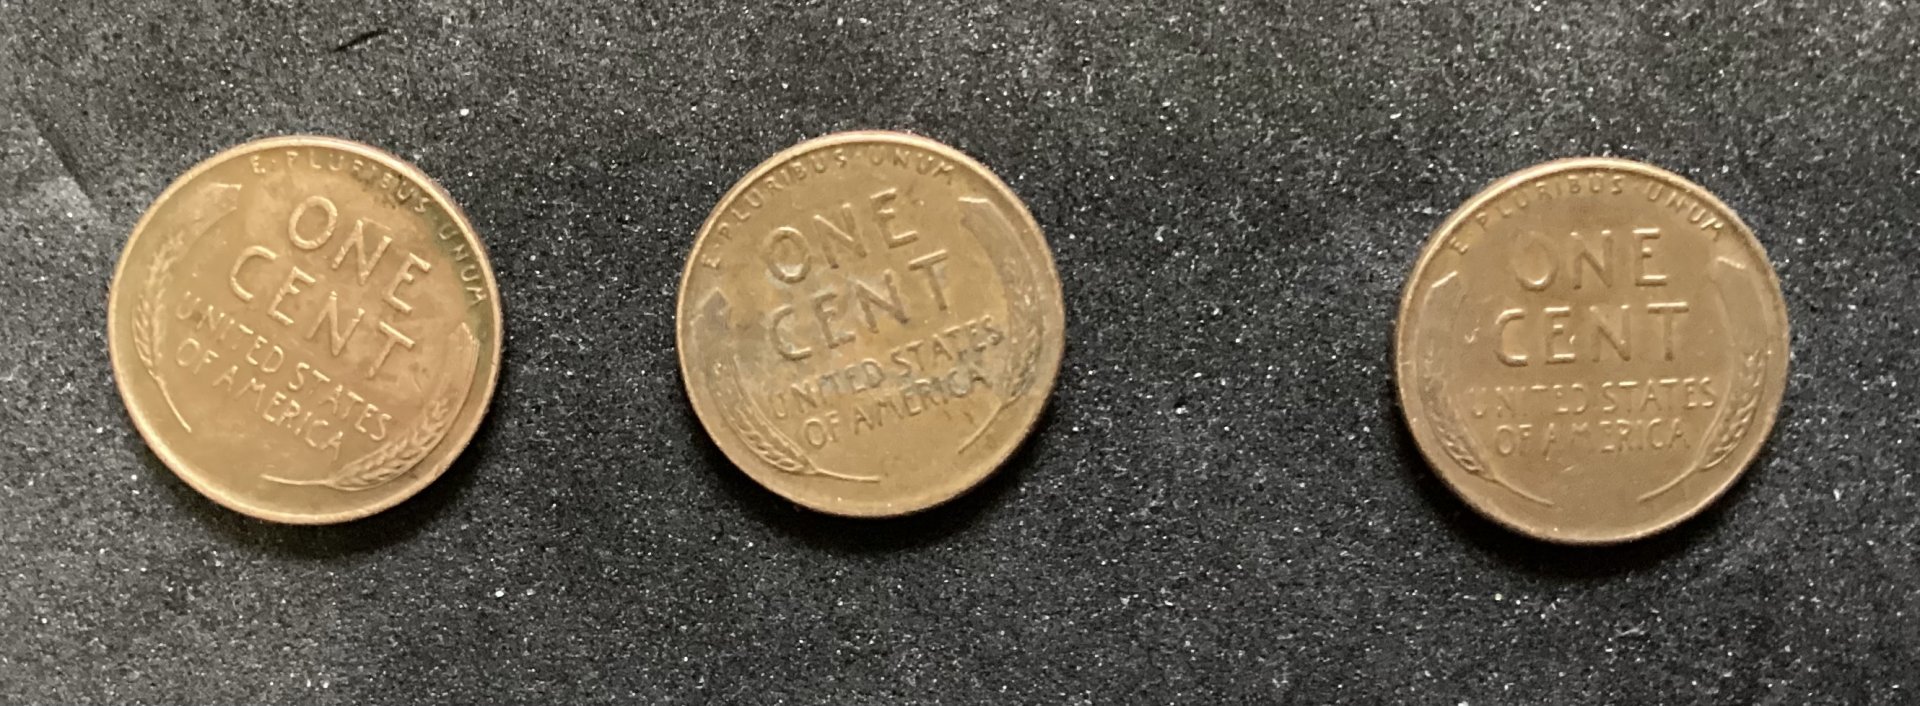 E · PLURIBUS · UNUM
ONE
CENT
UNITED STATES
OF AMERICA
E · PLURIBUS · UNUM
ONE
CENT
UNITED STATES
OF AMERICA
E · PLURIBUS · UNUM
ONE
CENT
UNITED STATES
OF AMERICA